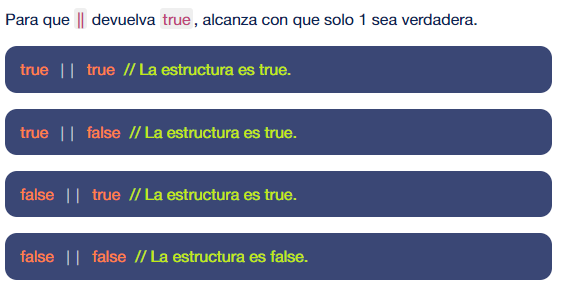 Para que || devuelva true, alcanza con que solo 1 sea verdadera.
true || true // La estructura es true.
true || false // La estructura es true.
false || true // La estructura es true.
false || false // La estructura es false.